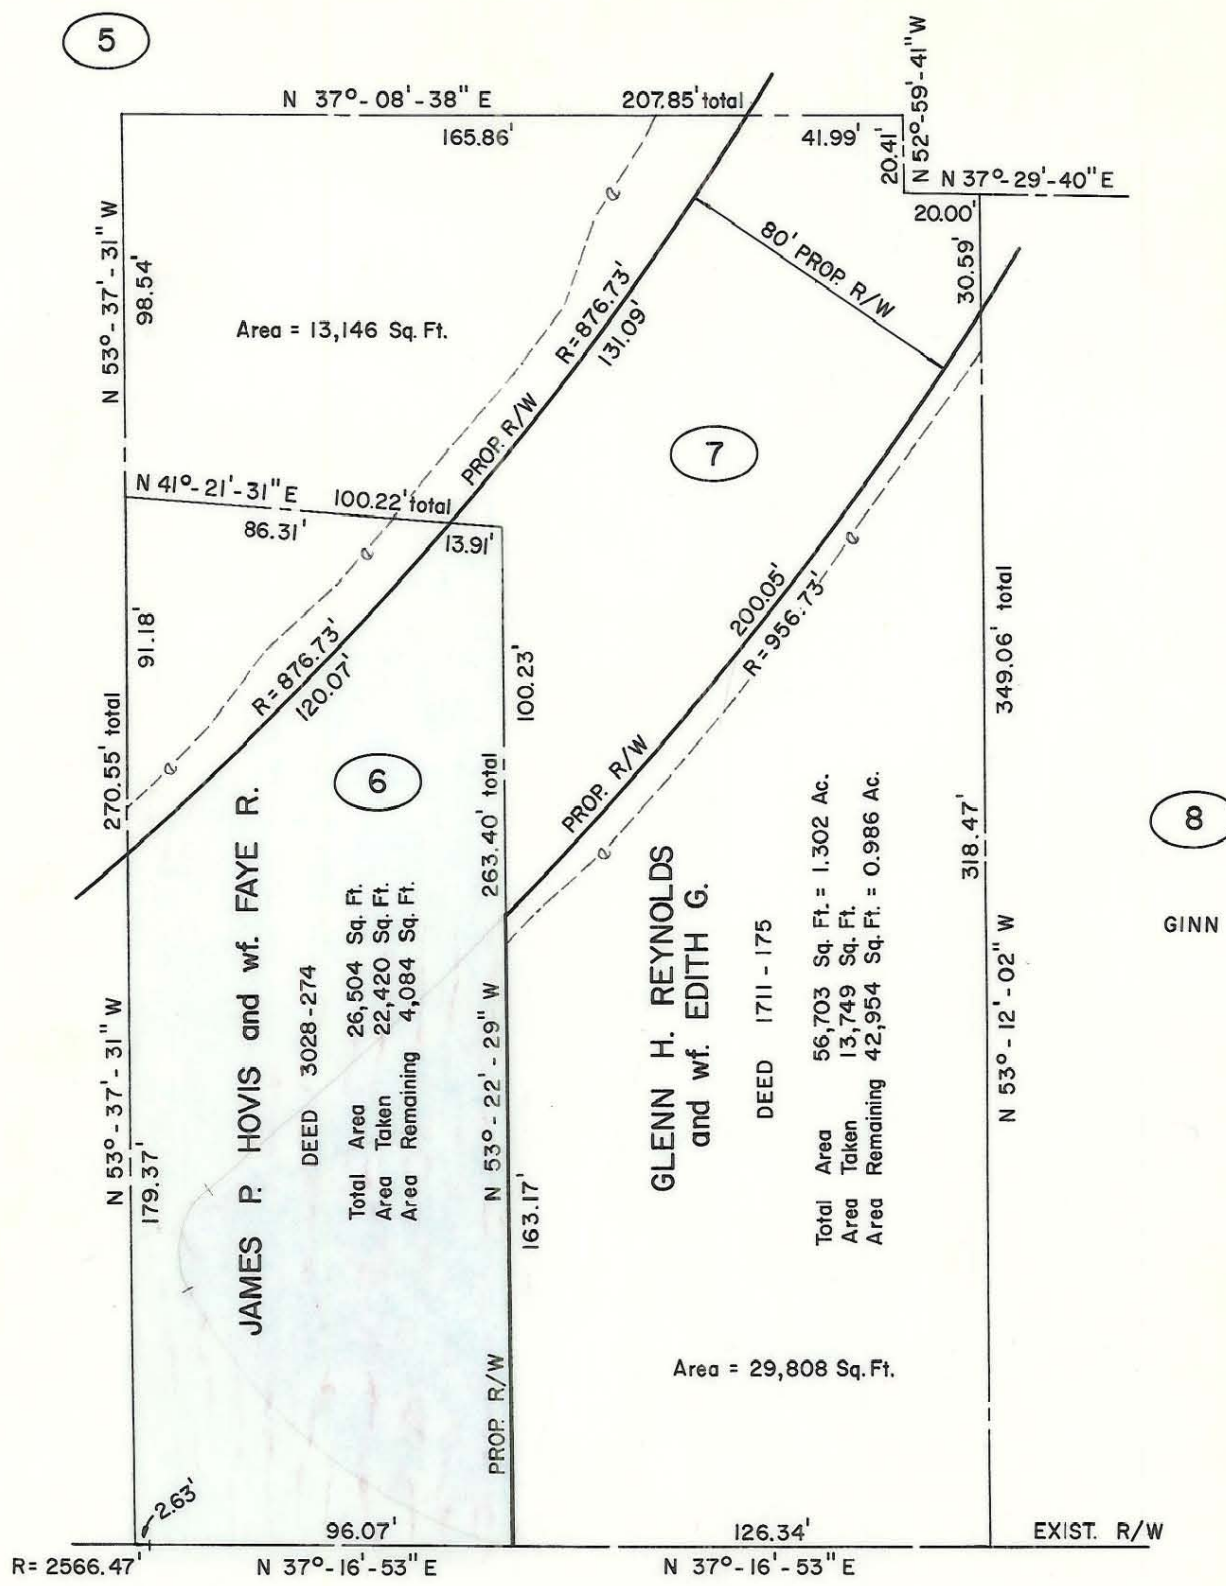 5
N 37°-08'-38" E
207.85' total
165.86'
41.99'
20.41'
N 52°-59'-41" W
N 37°-29'-40" E
20.00'
30.59'
80' PROP. R/W
N 53°-37'-31" W
98.54'
Area = 13,146 Sq. Ft.
R=876.73'
131.09'
PROP. R/W
7
N 41°-21'-31" E
100.22' total
86.31'
13.91'
91.18'
270.55' total
R=876.73'
120.07'
100.23'
200.05'
R=956.73'
349.06' total
318.47'
PROP. R/W
6
263.40' total
8
GINN
JAMES P. HOVIS and wf. FAYE R.
DEED 3028-274
Total Area 26,504 Sq. Ft.
Area Taken 22,420 Sq. Ft.
Area Remaining 4,084 Sq. Ft.
GLENN H. REYNOLDS
and wf. EDITH G.
DEED 1711-175
Total Area 56,703 Sq. Ft. = 1.302 Ac.
Area Taken 13,749 Sq. Ft.
Area Remaining 42,954 Sq. Ft. = 0.986 Ac.
N 53°-37'-31" W
179.37'
N 53°-22'-29" W
163.17'
N 53°-12'-02" W
PROP. R/W
Area = 29,808 Sq. Ft.
2.63'
96.07'
126.34'
EXIST. R/W
R=2566.47'
N 37°-16'-53" E
N 37°-16'-53" E